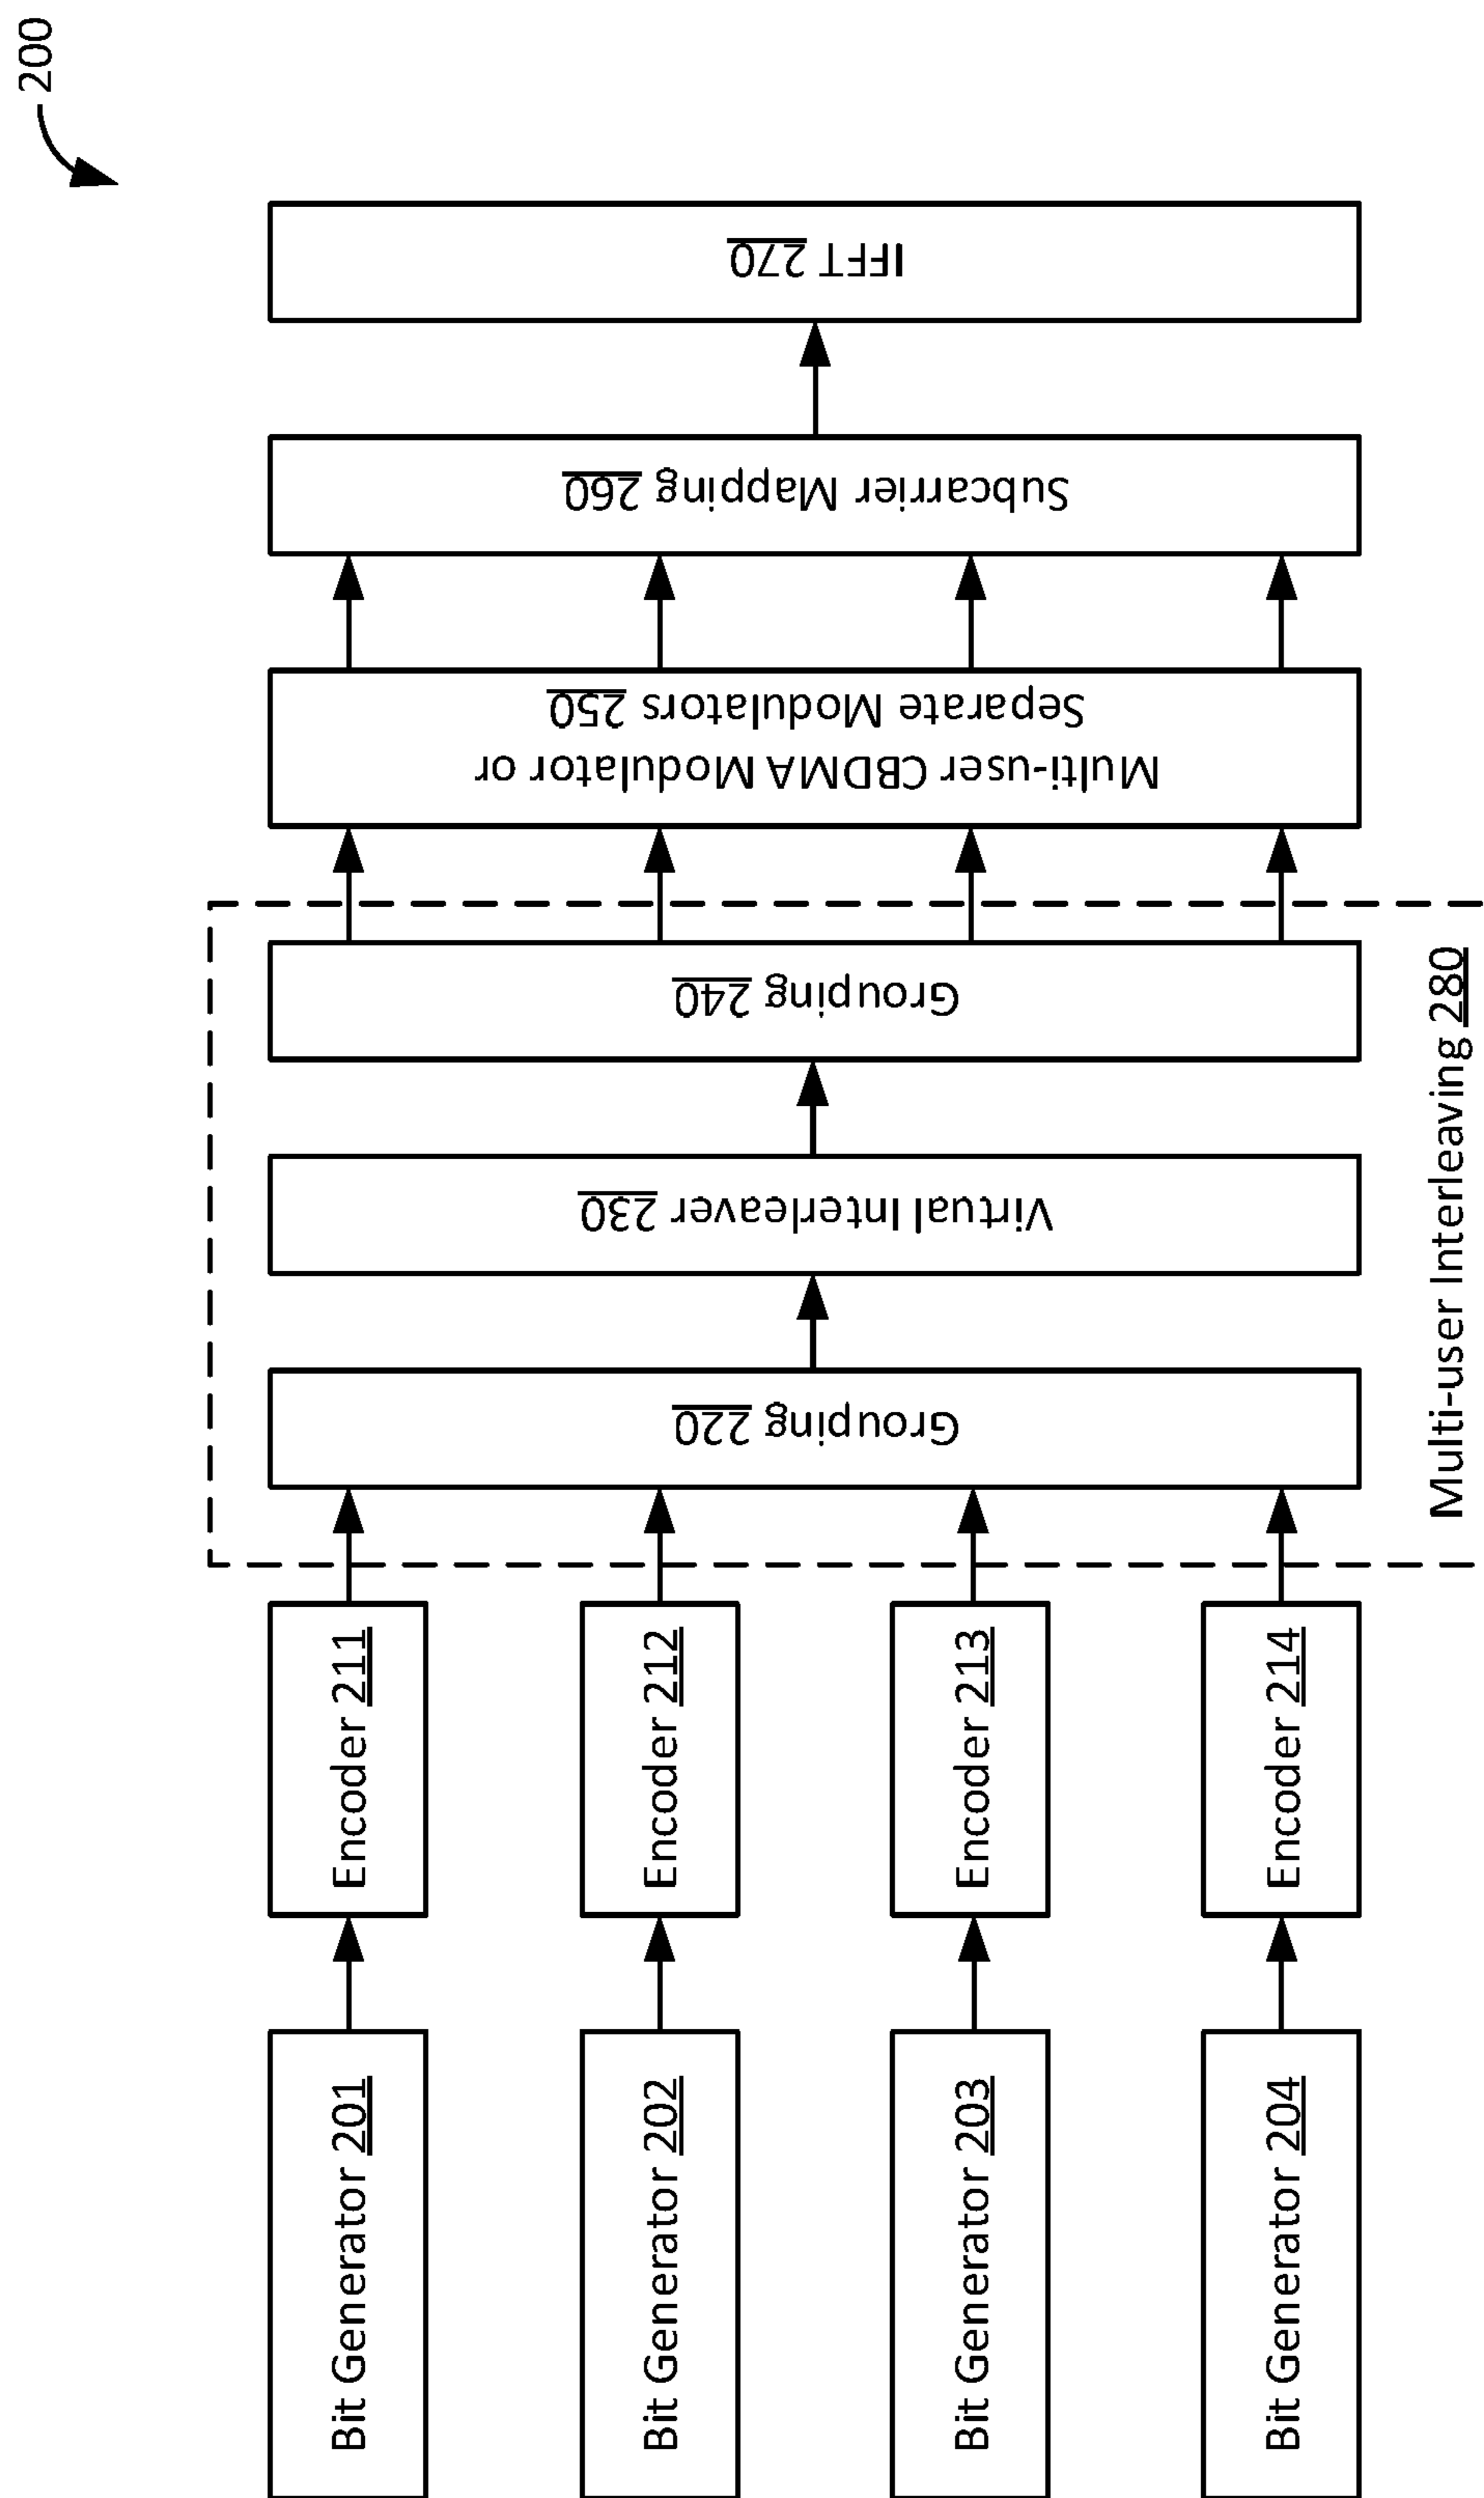 200
Bit Generator 201
Bit Generator 202
Bit Generator 203
Bit Generator 204
Encoder 211
Encoder 212
Encoder 213
Encoder 214
Grouping 220
Virtual Interleaver 230
Grouping 240
Multi-user Interleaving 280
Multi-user CBDMA Modulator or
Separate Modulators 250
Subcarrier Mapping 260
IFFT 270